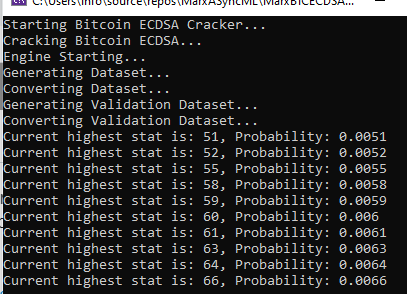 C:\Users\info\source\repos\MarxASyncML\MarxBICECDSA...
Starting Bitcoin ECDSA Cracker...
Cracking Bitcoin ECDSA...
Engine Starting...
Generating Dataset...
Converting Dataset...
Generating Validation Dataset...
Converting Validation Dataset...
Current highest stat is: 51, Probability: 0.0051
Current highest stat is: 52, Probability: 0.0052
Current highest stat is: 55, Probability: 0.0055
Current highest stat is: 58, Probability: 0.0058
Current highest stat is: 59, Probability: 0.0059
Current highest stat is: 60, Probability: 0.006
Current highest stat is: 61, Probability: 0.0061
Current highest stat is: 63, Probability: 0.0063
Current highest stat is: 64, Probability: 0.0064
Current highest stat is: 66, Probability: 0.0066